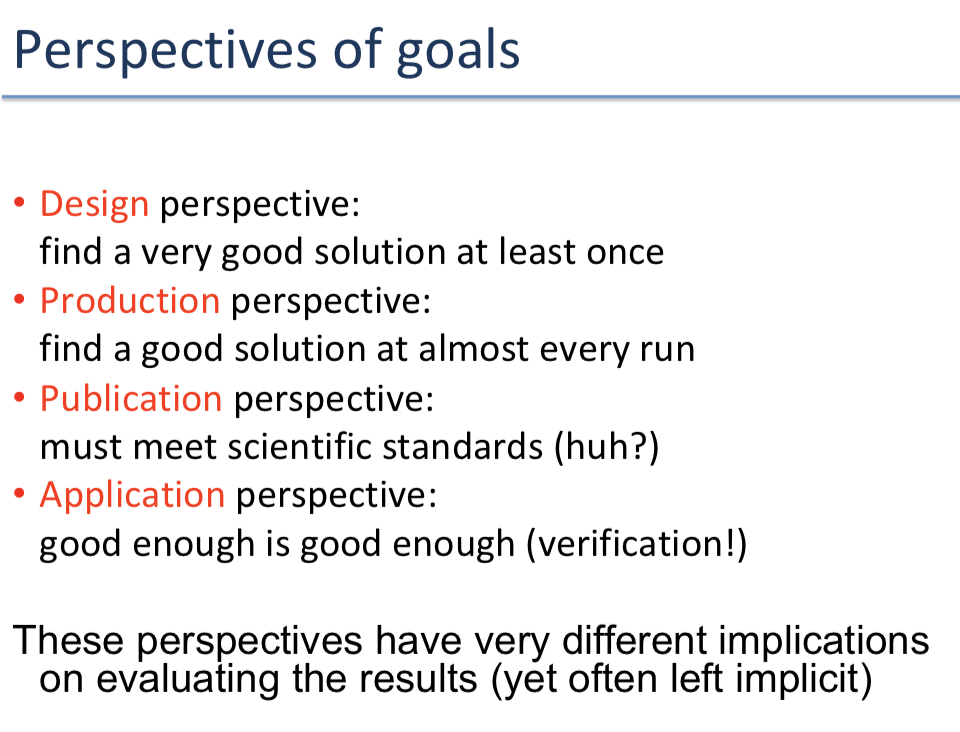 Perspectives of goals
• Design perspective:
find a very good solution at least once
• Production perspective:
find a good solution at almost every run
• Publication perspective:
must meet scientific standards (huh?)
• Application perspective:
good enough is good enough (verification!)
These perspectives have very different implications
on evaluating the results (yet often left implicit)